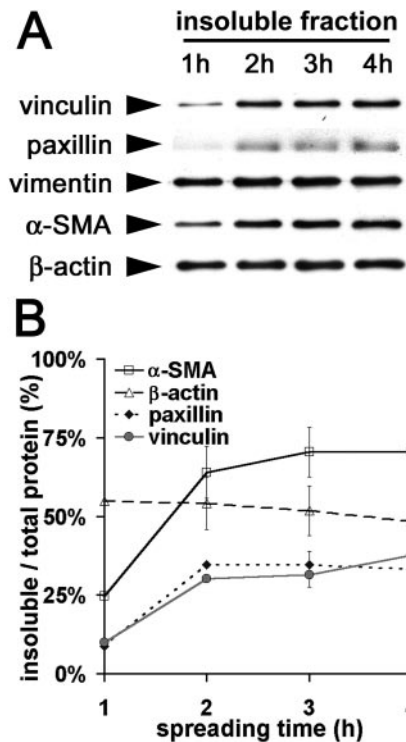 A
insoluble fraction
1h 2h 3h 4h
vinculin
paxillin
vimentin
α-SMA
β-actin
B
100%
75%
50%
25%
0%
insoluble / total protein (%)
α-SMA
β-actin
paxillin
vinculin
1 2 3
spreading time (h)